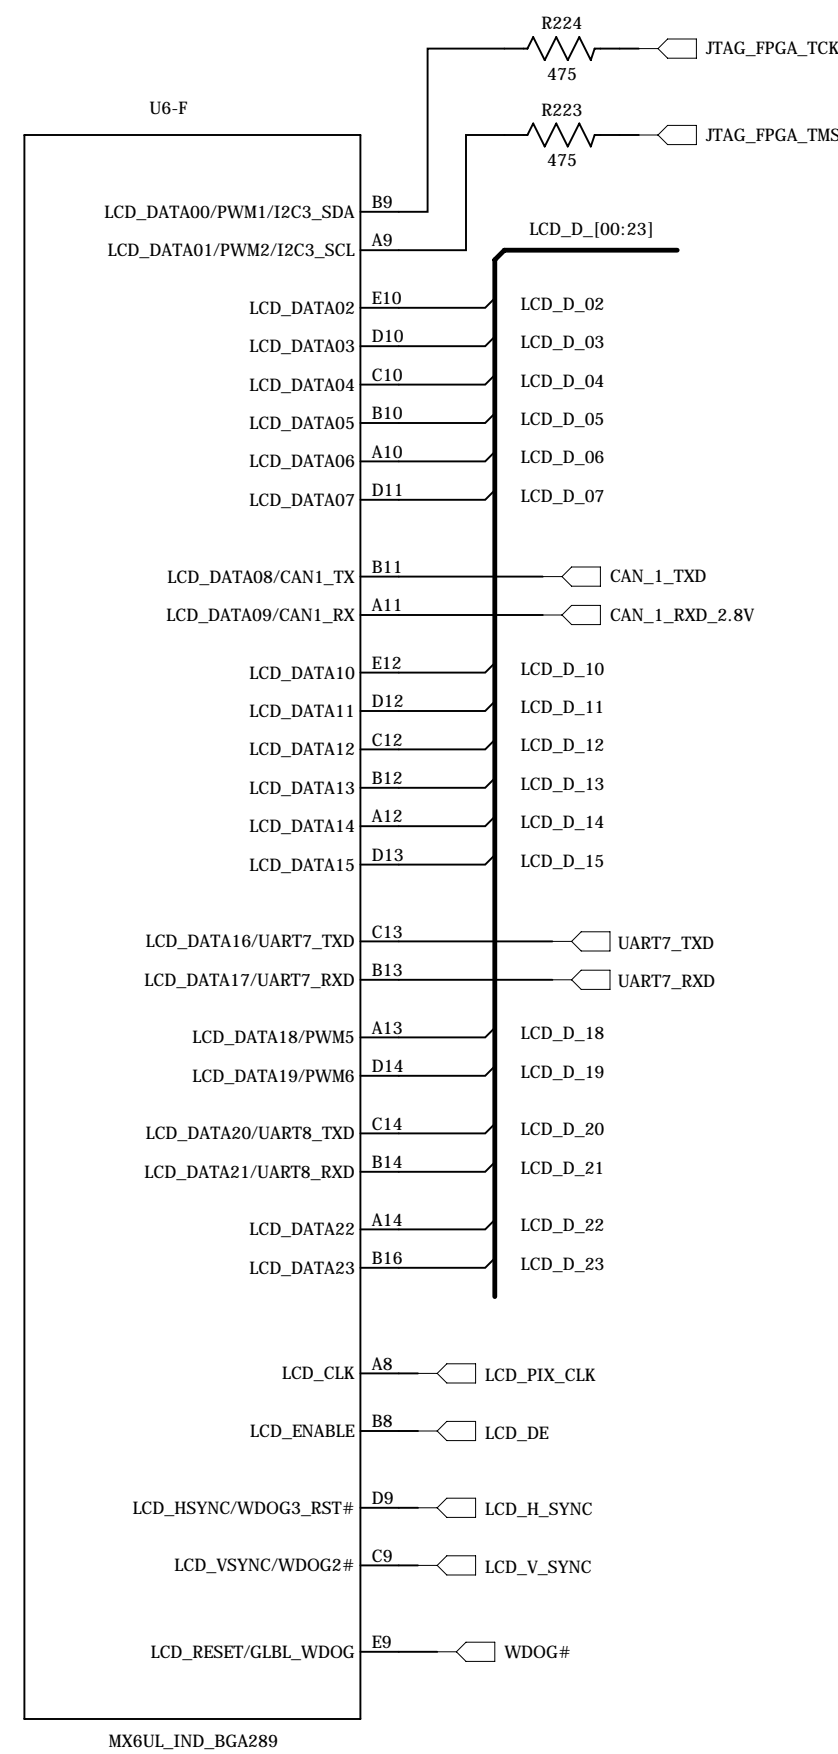 R224
JTAG_FPGA_TCK
475
U6-F
R223
JTAG_FPGA_TMS
475
LCD_DATA00/PWM1/I2C3_SDA B9
LCD_D_[00:23]
LCD_DATA01/PWM2/I2C3_SCL A9
LCD_DATA02 E10 LCD_D_02
LCD_DATA03 D10 LCD_D_03
LCD_DATA04 C10 LCD_D_04
LCD_DATA05 B10 LCD_D_05
LCD_DATA06 A10 LCD_D_06
LCD_DATA07 D11 LCD_D_07
LCD_DATA08/CAN1_TX B11 CAN_1_TXD
LCD_DATA09/CAN1_RX A11 CAN_1_RXD_2.8V
LCD_DATA10 E12 LCD_D_10
LCD_DATA11 D12 LCD_D_11
LCD_DATA12 C12 LCD_D_12
LCD_DATA13 B12 LCD_D_13
LCD_DATA14 A12 LCD_D_14
LCD_DATA15 D13 LCD_D_15
LCD_DATA16/UART7_TXD C13 UART7_TXD
LCD_DATA17/UART7_RXD B13 UART7_RXD
LCD_DATA18/PWM5 A13 LCD_D_18
LCD_DATA19/PWM6 D14 LCD_D_19
LCD_DATA20/UART8_TXD C14 LCD_D_20
LCD_DATA21/UART8_RXD B14 LCD_D_21
LCD_DATA22 A14 LCD_D_22
LCD_DATA23 B16 LCD_D_23
LCD_CLK A8 LCD_PIX_CLK
LCD_ENABLE B8 LCD_DE
LCD_HSYNC/WDOG3_RST# D9 LCD_H_SYNC
LCD_VSYNC/WDOG2# C9 LCD_V_SYNC
LCD_RESET/GLBL_WDOG E9 WDOG#
MX6UL_IND_BGA289